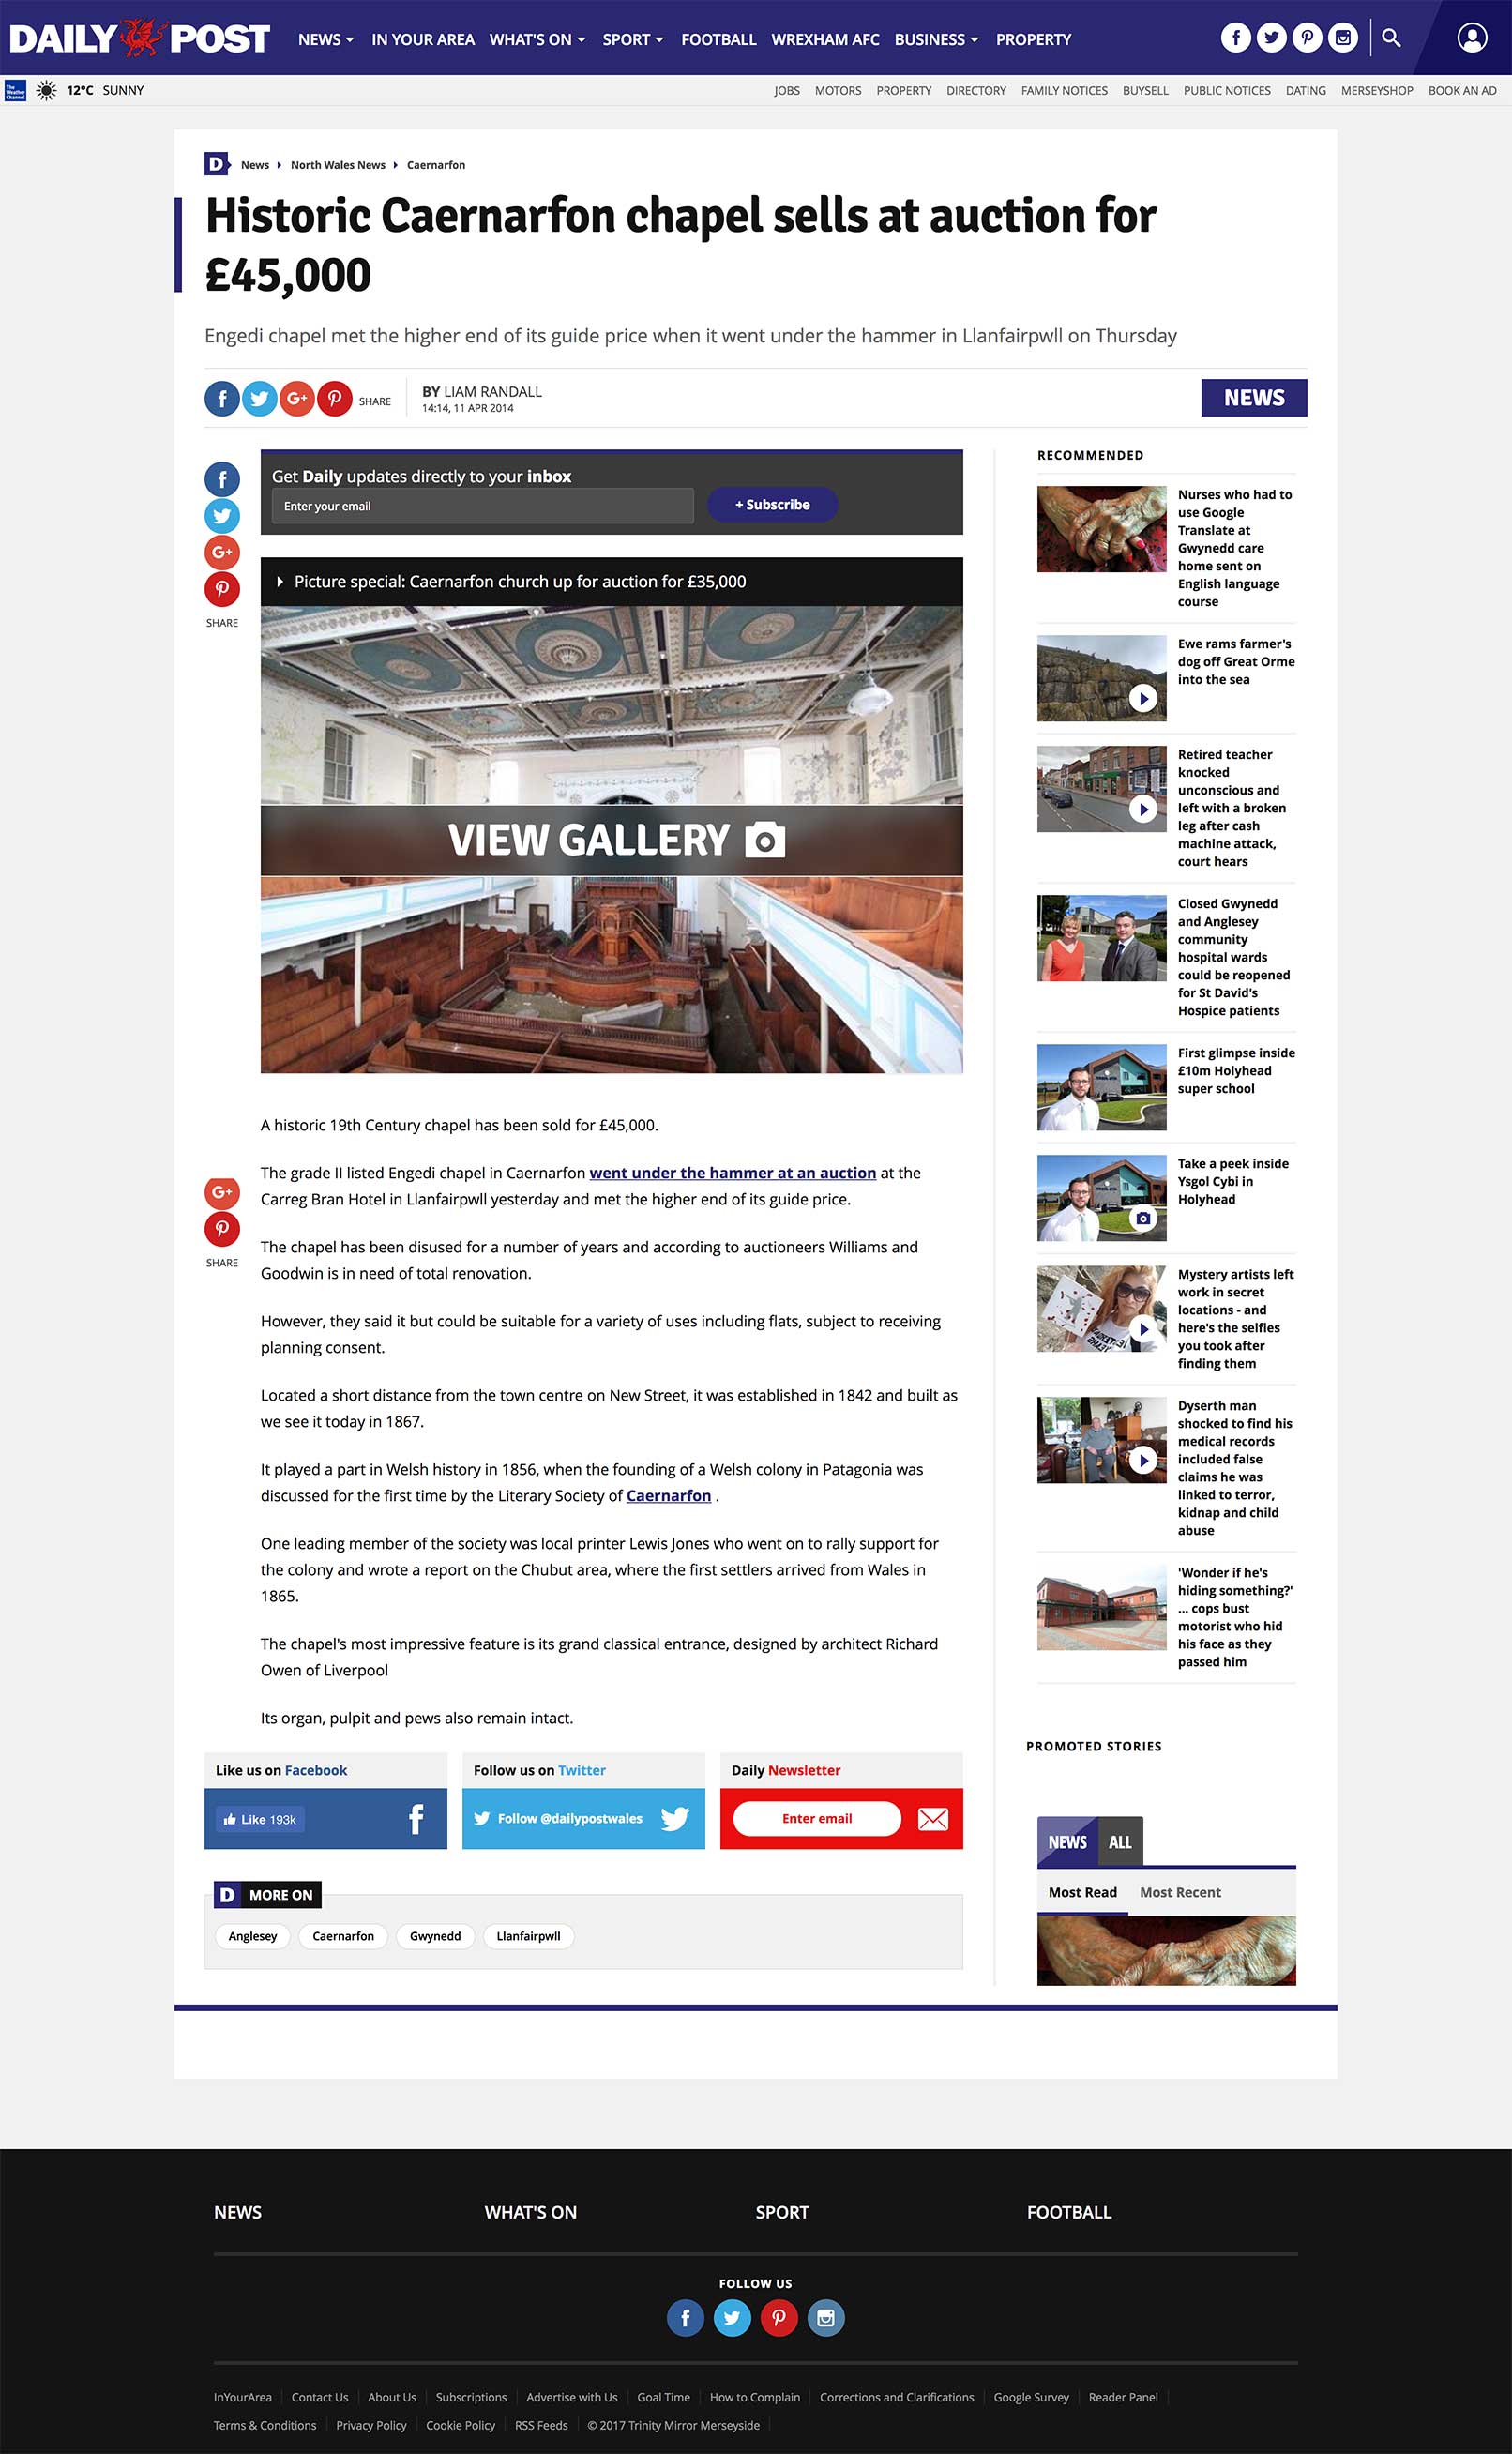 DAILY POST
NEWS IN YOUR AREA WHAT'S ON SPORT FOOTBALL WREXHAM AFC BUSINESS PROPERTY
The Weather Channel
12°C SUNNY
JOBS MOTORS PROPERTY DIRECTORY FAMILY NOTICES BUYSELL PUBLIC NOTICES DATING MERSEYSHOP BOOK AN AD
D News North Wales News Caernarfon
Historic Caernarfon chapel sells at auction for
£45,000
Engedi chapel met the higher end of its guide price when it went under the hammer in Llanfairpwll on Thursday
SHARE
BY LIAM RANDALL
14:14, 11 APR 2014
NEWS
SHARE
Get Daily updates directly to your inbox
Enter your email
+ Subscribe
Picture special: Caernarfon church up for auction for £35,000
VIEW GALLERY
A historic 19th Century chapel has been sold for £45,000.
The grade II listed Engedi chapel in Caernarfon went under the hammer at an auction at the
Carreg Bran Hotel in Llanfairpwll yesterday and met the higher end of its guide price.
G+
SHARE
The chapel has been disused for a number of years and according to auctioneers Williams and
Goodwin is in need of total renovation.
However, they said it but could be suitable for a variety of uses including flats, subject to receiving
planning consent.
Located a short distance from the town centre on New Street, it was established in 1842 and built as
we see it today in 1867.
It played a part in Welsh history in 1856, when the founding of a Welsh colony in Patagonia was
discussed for the first time by the Literary Society of Caernarfon .
One leading member of the society was local printer Lewis Jones who went on to rally support for
the colony and wrote a report on the Chubut area, where the first settlers arrived from Wales in
1865.
The chapel's most impressive feature is its grand classical entrance, designed by architect Richard
Owen of Liverpool
Its organ, pulpit and pews also remain intact.
Like us on Facebook
Like 193k
Follow us on Twitter
Follow @dailypostwales
Daily Newsletter
Enter email
D MORE ON
Anglesey Caernarfon Gwynedd Llanfairpwll
RECOMMENDED
Nurses who had to
use Google
Translate at
Gwynedd care
home sent on
English language
course
Ewe rams farmer's
dog off Great Orme
into the sea
Retired teacher
knocked
unconscious and
left with a broken
leg after cash
machine attack,
court hears
Closed Gwynedd
and Anglesey
community
hospital wards
could be reopened
for St David's
Hospice patients
First glimpse inside
£10m Holyhead
super school
Take a peek inside
Ysgol Cybi in
Holyhead
Mystery artists left
work in secret
locations - and
here's the selfies
you took after
finding them
Dyserth man
shocked to find his
medical records
included false
claims he was
linked to terror,
kidnap and child
abuse
'Wonder if he's
hiding something?'
... cops bust
motorist who hid
his face as they
passed him
PROMOTED STORIES
NEWS ALL
Most Read Most Recent
NEWS WHAT'S ON SPORT FOOTBALL
FOLLOW US
InYourArea Contact Us About Us Subscriptions Advertise with Us Goal Time How to Complain Corrections and Clarifications Google Survey Reader Panel
Terms & Conditions Privacy Policy Cookie Policy RSS Feeds © 2017 Trinity Mirror Merseyside